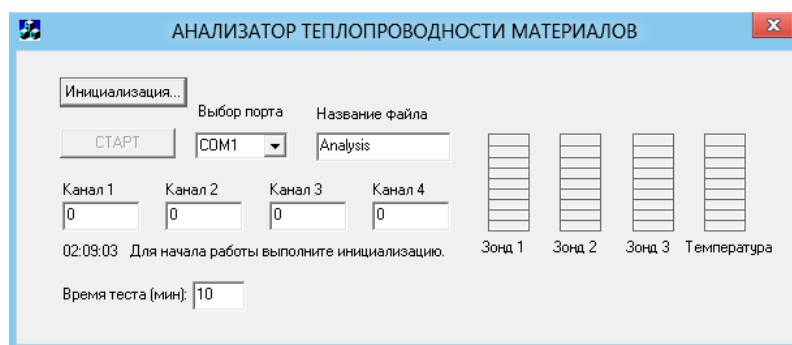 АНАЛИЗАТОР ТЕПЛОПРОВОДНОСТИ МАТЕРИАЛОВ
Инициализация...
Выбор порта Название файла
СТАРТ COM1 Analysis
Канал 1 Канал 2 Канал 3 Канал 4
0 0 0 0
Зонд 1 Зонд 2 Зонд 3 Температура
02:09:03 Для начала работы выполните инициализацию.
Время теста (мин): 10